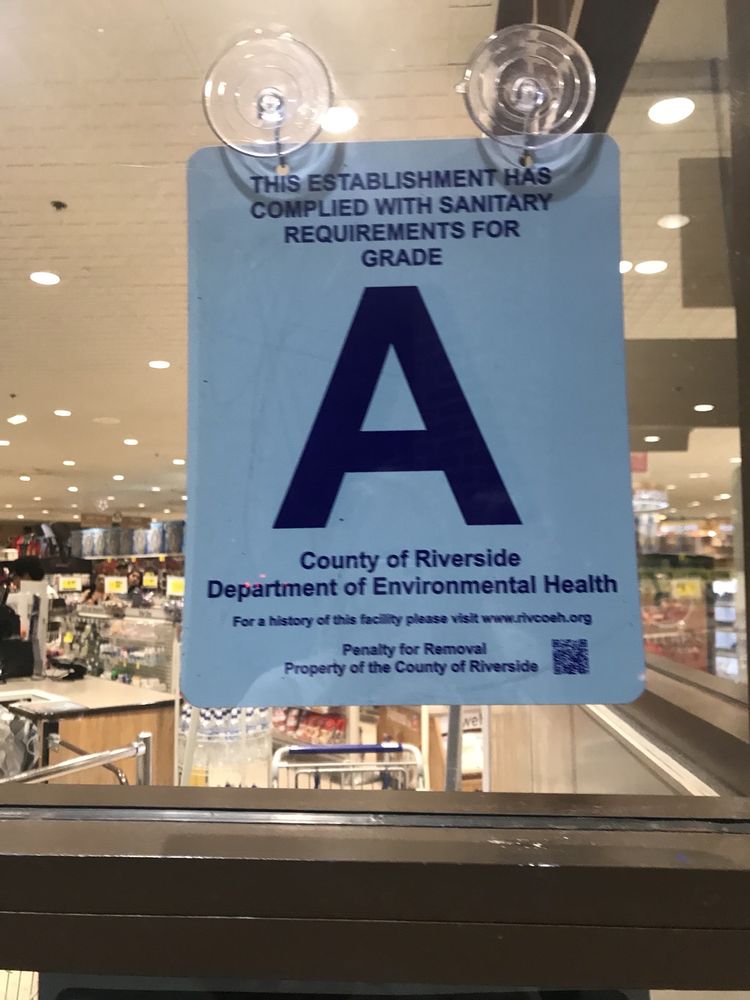 THIS ESTABLISHMENT HAS
COMPLIED WITH SANITARY
REQUIREMENTS FOR
GRADE
A
County of Riverside
Department of Environmental Health
For a history of this facility please visit www.rivcoeh.org
Penalty for Removal
Property of the County of Riverside